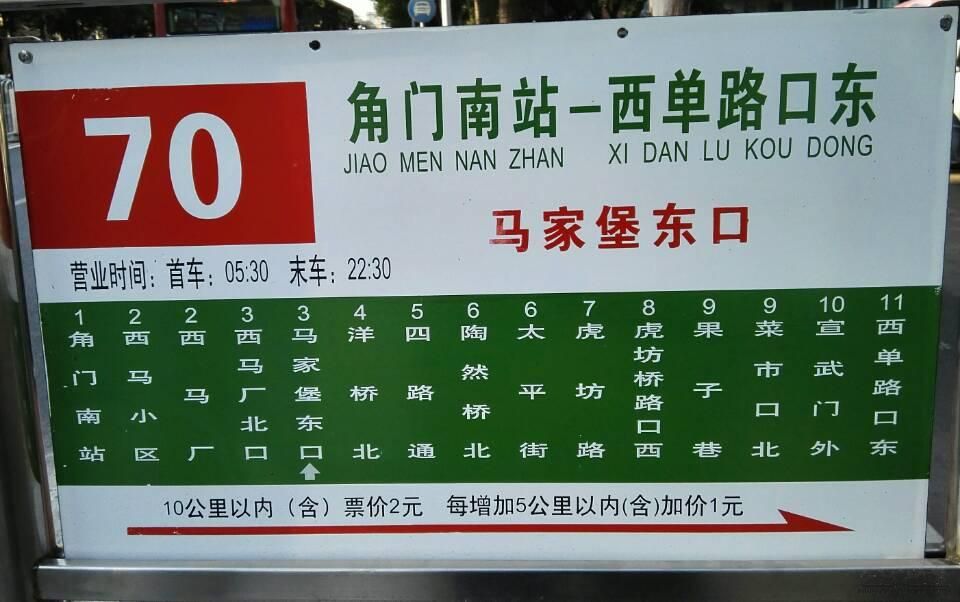 70
角门南站-西单路口东
JIAO MEN NAN ZHAN XI DAN LU KOU DONG
马家堡东口
营业时间：首车：05:30 末车：22:30
1 角门南站
2 西马小区
2 西马厂
3 西马厂北口
3 马家堡东口
4 洋桥北
5 四路通
6 陶然桥北
6 太平街
7 虎坊路
8 虎坊桥路口西
9 果子巷
9 菜市口北
10 宣武门外
11 西单路口东
10公里以内（含）票价2元 每增加5公里以内(含)加价1元